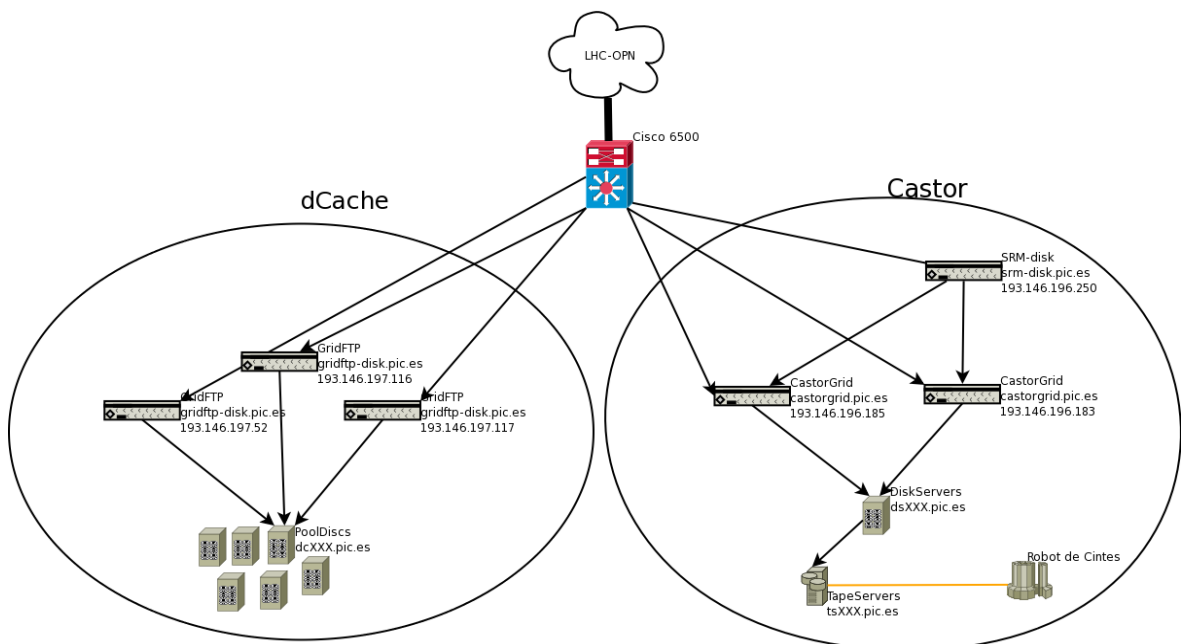 LHC-OPN
Cisco 6500
dCache
Castor
SRM-disk
srm-disk.pic.es
193.146.196.250
GridFTP
gridftp-disk.pic.es
193.146.197.116
GridFTP
gridftp-disk.pic.es
193.146.197.52
GridFTP
gridftp-disk.pic.es
193.146.197.117
CastorGrid
castorgrid.pic.es
193.146.196.185
CastorGrid
castorgrid.pic.es
193.146.196.183
PoolDiscs
dcXXX.pic.es
DiskServers
dsXXX.pic.es
TapeServers
tsXXX.pic.es
Robot de Cintes